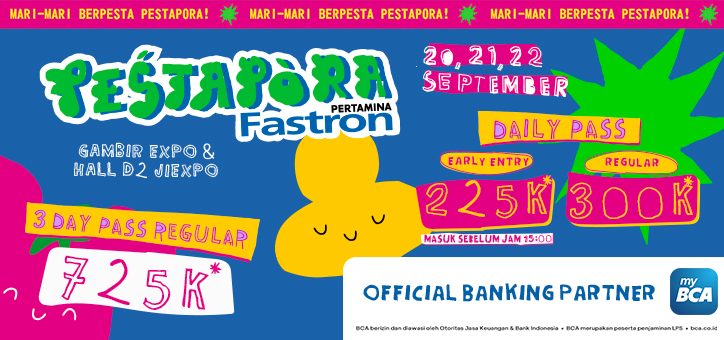 MARI-MARI BERPESTA PESTAPORA! MARI-MARI BERPESTA PESTAPORA! MARI-MARI BERPESTA PESTAPORA!
PEŠTAPÒRA
PERTAMINA
Fastron
GAMBIR EXPO &
HALL D2 JIEXPO
20, 21, 22
SEPTEMBER
DAILY PASS
EARLY ENTRY
225K*
MASUK SEBELUM JAM 15:00
REGULAR
300K*
3 DAY PASS REGULAR
725K*
OFFICIAL BANKING PARTNER
my
BCA
BCA berizin dan diawasi oleh Otoritas Jasa Keuangan & Bank Indonesia • BCA merupakan peserta penjaminan LPS • bca.co.id